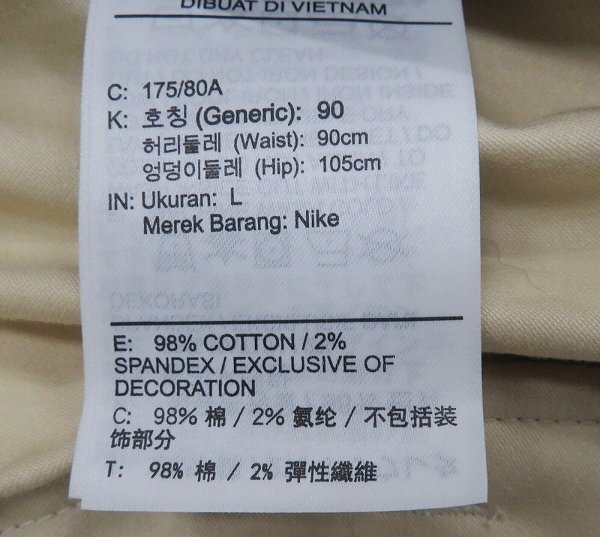 DIBUAT DI VIETNAM
C: 175/80A
K: 호칭 (Generic): 90
허리둘레 (Waist): 90cm
엉덩이둘레 (Hip): 105cm
IN: Ukuran: L
Merek Barang: Nike
E: 98% COTTON / 2%
SPANDEX / EXCLUSIVE OF
DECORATION
C: 98% 棉 / 2% 氨纶 / 不包括装
饰部分
T: 98% 棉 / 2% 彈性纖維